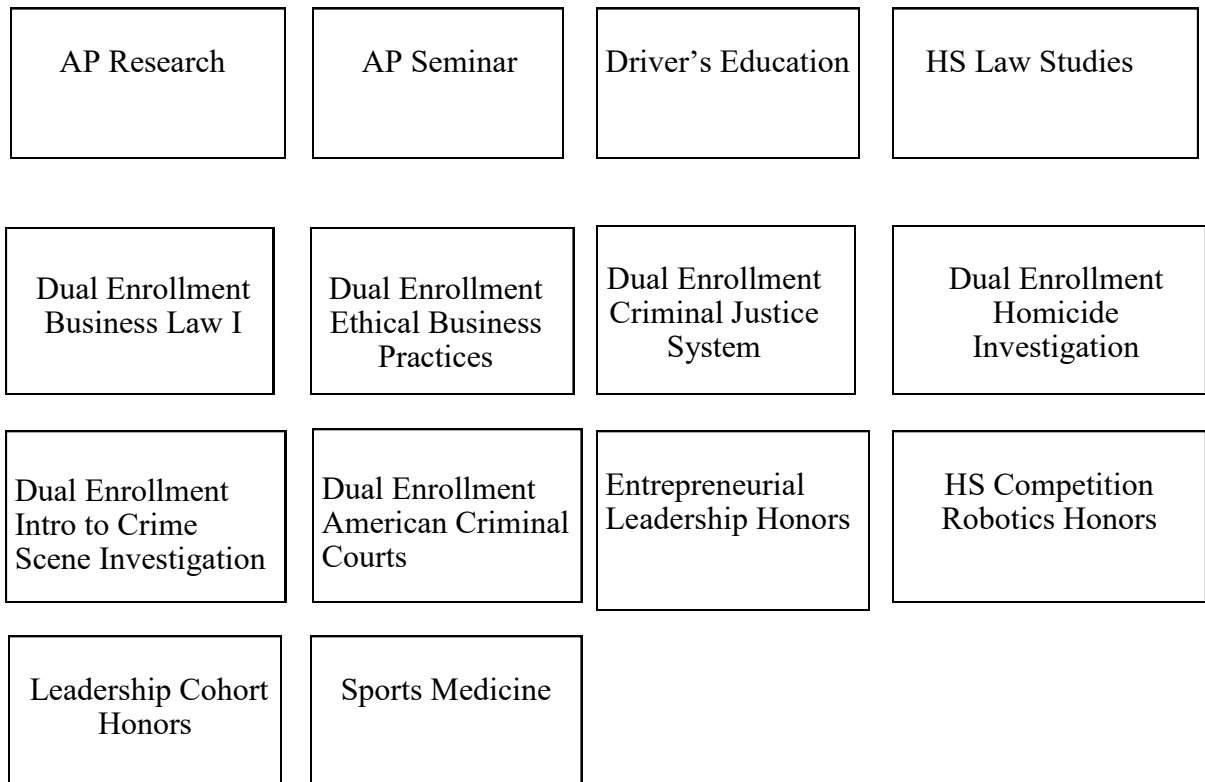 AP Research
AP Seminar
Driver’s Education
HS Law Studies
Dual Enrollment
Business Law I
Dual Enrollment
Ethical Business
Practices
Dual Enrollment
Criminal Justice
System
Dual Enrollment
Homicide
Investigation
Dual Enrollment
Intro to Crime
Scene Investigation
Dual Enrollment
American Criminal
Courts
Entrepreneurial
Leadership Honors
HS Competition
Robotics Honors
Leadership Cohort
Honors
Sports Medicine